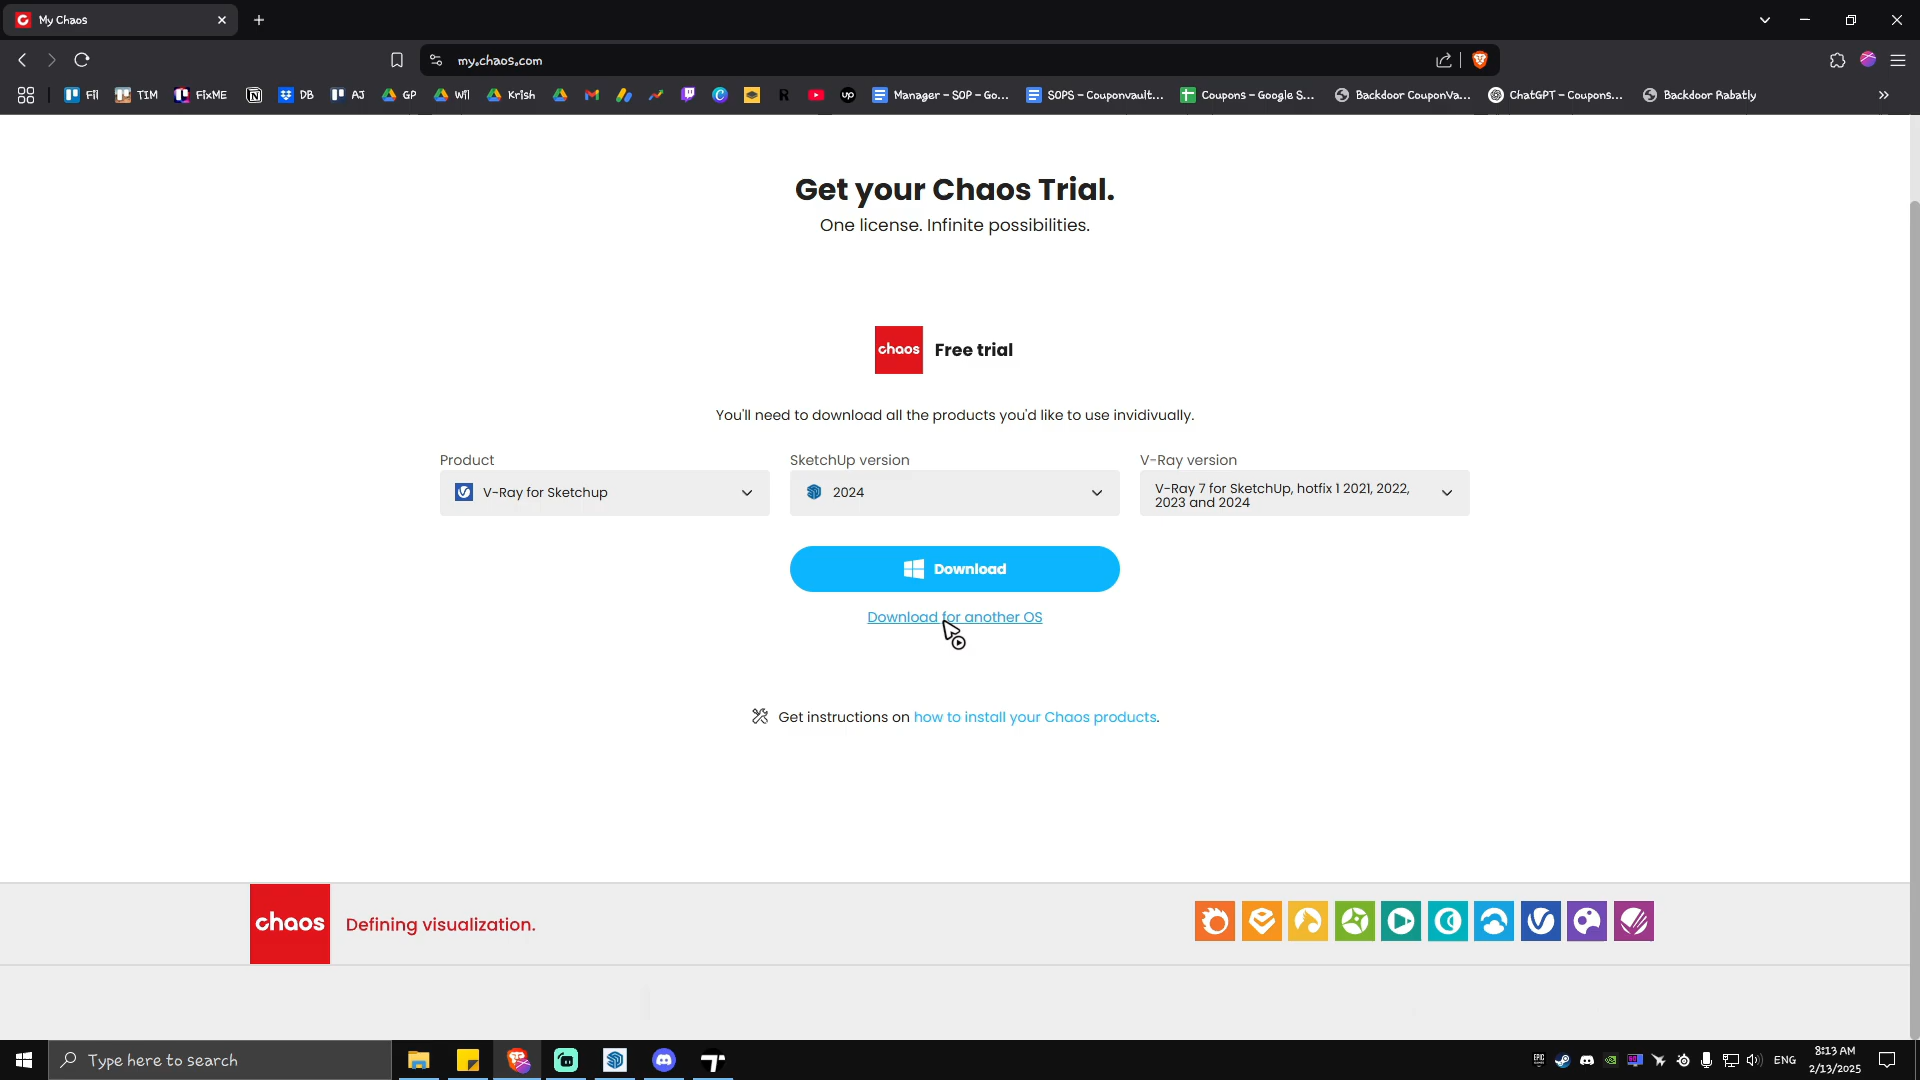 My Chaos
my.chaos.com
Fil
TIM
FixME
DB
AJ
GP
Wil
Krish
up
R
Manager - SOP - Go...
SOPS - Couponvault...
Coupons - Google S...
Backdoor CouponVa...
ChatGPT - Coupons...
Backdoor Rabatly
Get your Chaos Trial.
One license. Infinite possibilities.
chaos
Free trial
You'll need to download all the products you'd like to use invidivually.
Product
SketchUp version
V-Ray version
V-Ray for Sketchup
2024
V-Ray 7 for SketchUp, hotfix 1 2021, 2022,
2023 and 2024
Download
Download for another OS
Get instructions on how to install your Chaos products.
chaos
Defining visualization.
Type here to search
ENG
8:13 AM
2/13/2025